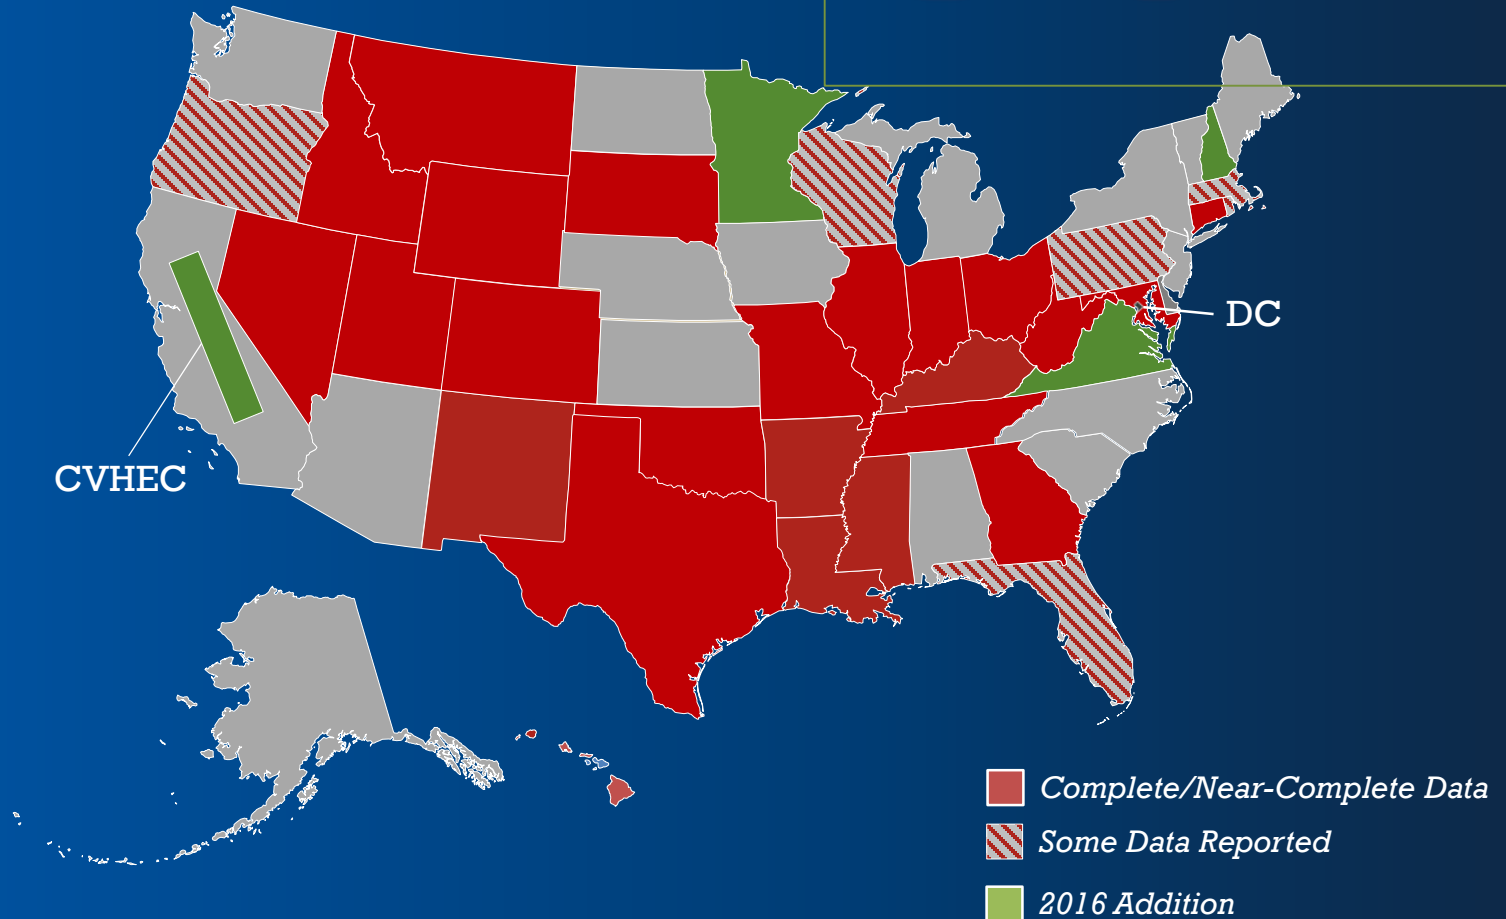 DC
CVHEC
Complete/Near-Complete Data
Some Data Reported
2016 Addition